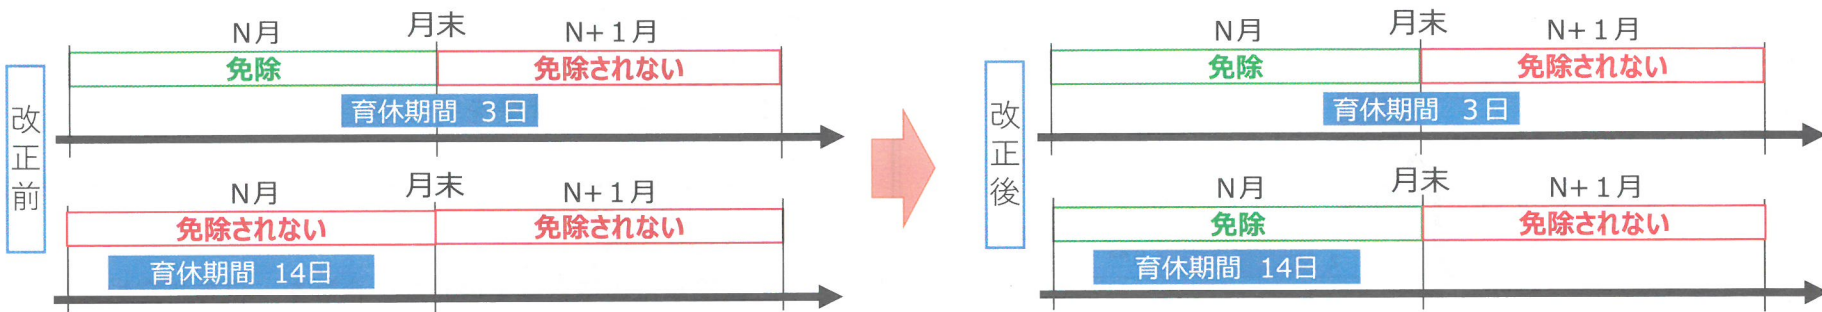 改正前
N月 月末 N+1月
免除 免除されない
育休期間 3日
N月 月末 N+1月
免除されない 免除されない
育休期間 14日
改正後
N月 月末 N+1月
免除 免除されない
育休期間 3日
N月 月末 N+1月
免除 免除されない
育休期間 14日